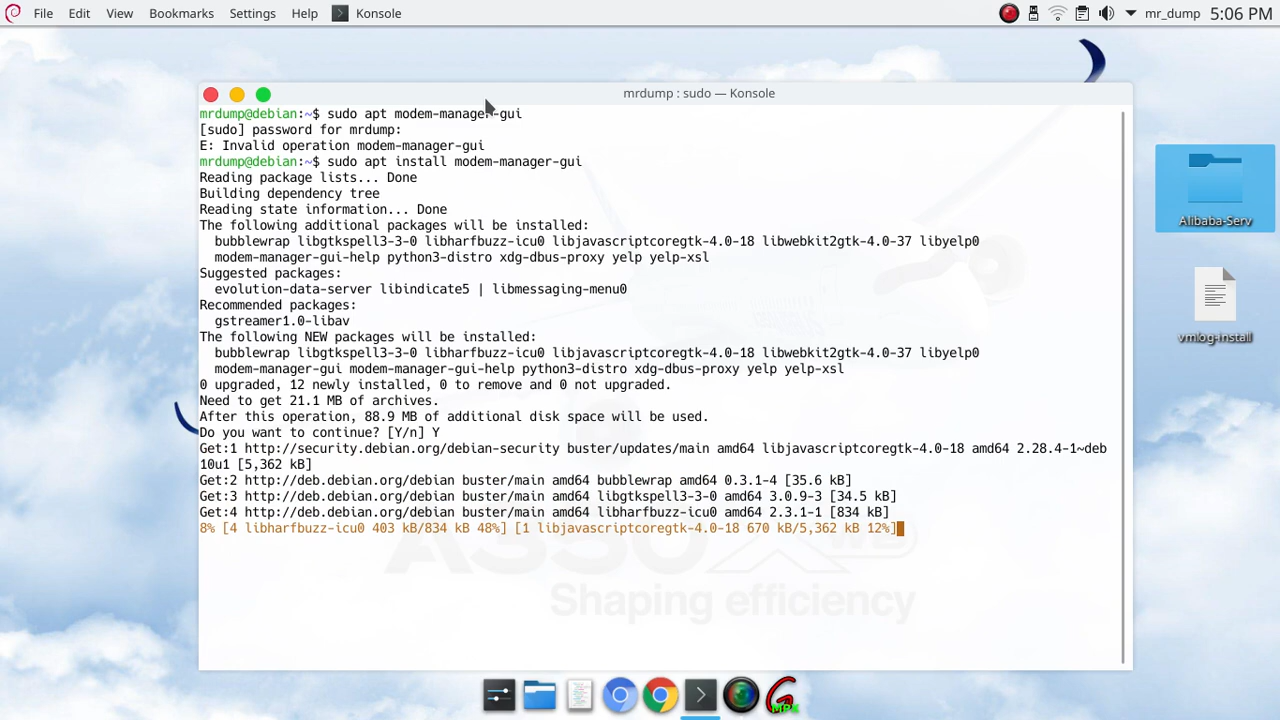 File Edit View Bookmarks Settings Help Konsole mr_dump 5:06 PM
mrdump : sudo — Konsole
mrdump@debian:~$ sudo apt modem-manager-gui
[sudo] password for mrdump:
E: Invalid operation modem-manager-gui
mrdump@debian:~$ sudo apt install modem-manager-gui
Reading package lists... Done
Building dependency tree
Reading state information... Done
The following additional packages will be installed:
  bubblewrap libgtkspell3-3-0 libharfbuzz-icu0 libjavascriptcoregtk-4.0-18 libwebkit2gtk-4.0-37 libyelp0
  modem-manager-gui-help python3-distro xdg-dbus-proxy yelp yelp-xsl
Suggested packages:
  evolution-data-server libindicate5 | libmessaging-menu0
Recommended packages:
  gstreamer1.0-libav
The following NEW packages will be installed:
  bubblewrap libgtkspell3-3-0 libharfbuzz-icu0 libjavascriptcoregtk-4.0-18 libwebkit2gtk-4.0-37 libyelp0
  modem-manager-gui modem-manager-gui-help python3-distro xdg-dbus-proxy yelp yelp-xsl
0 upgraded, 12 newly installed, 0 to remove and 0 not upgraded.
Need to get 21.1 MB of archives.
After this operation, 88.9 MB of additional disk space will be used.
Do you want to continue? [Y/n] Y
Get:1 http://security.debian.org/debian-security buster/updates/main amd64 libjavascriptcoregtk-4.0-18 amd64 2.28.4-1~deb
10u1 [5,362 kB]
Get:2 http://deb.debian.org/debian buster/main amd64 bubblewrap amd64 0.3.1-4 [35.6 kB]
Get:3 http://deb.debian.org/debian buster/main amd64 libgtkspell3-3-0 amd64 3.0.9-3 [34.5 kB]
Get:4 http://deb.debian.org/debian buster/main amd64 libharfbuzz-icu0 amd64 2.3.1-1 [834 kB]
8% [4 libharfbuzz-icu0 403 kB/834 kB 48%] [1 libjavascriptcoregtk-4.0-18 670 kB/5,362 kB 12%]
Shaping efficiency
Alibaba-Serv
vmlog-install